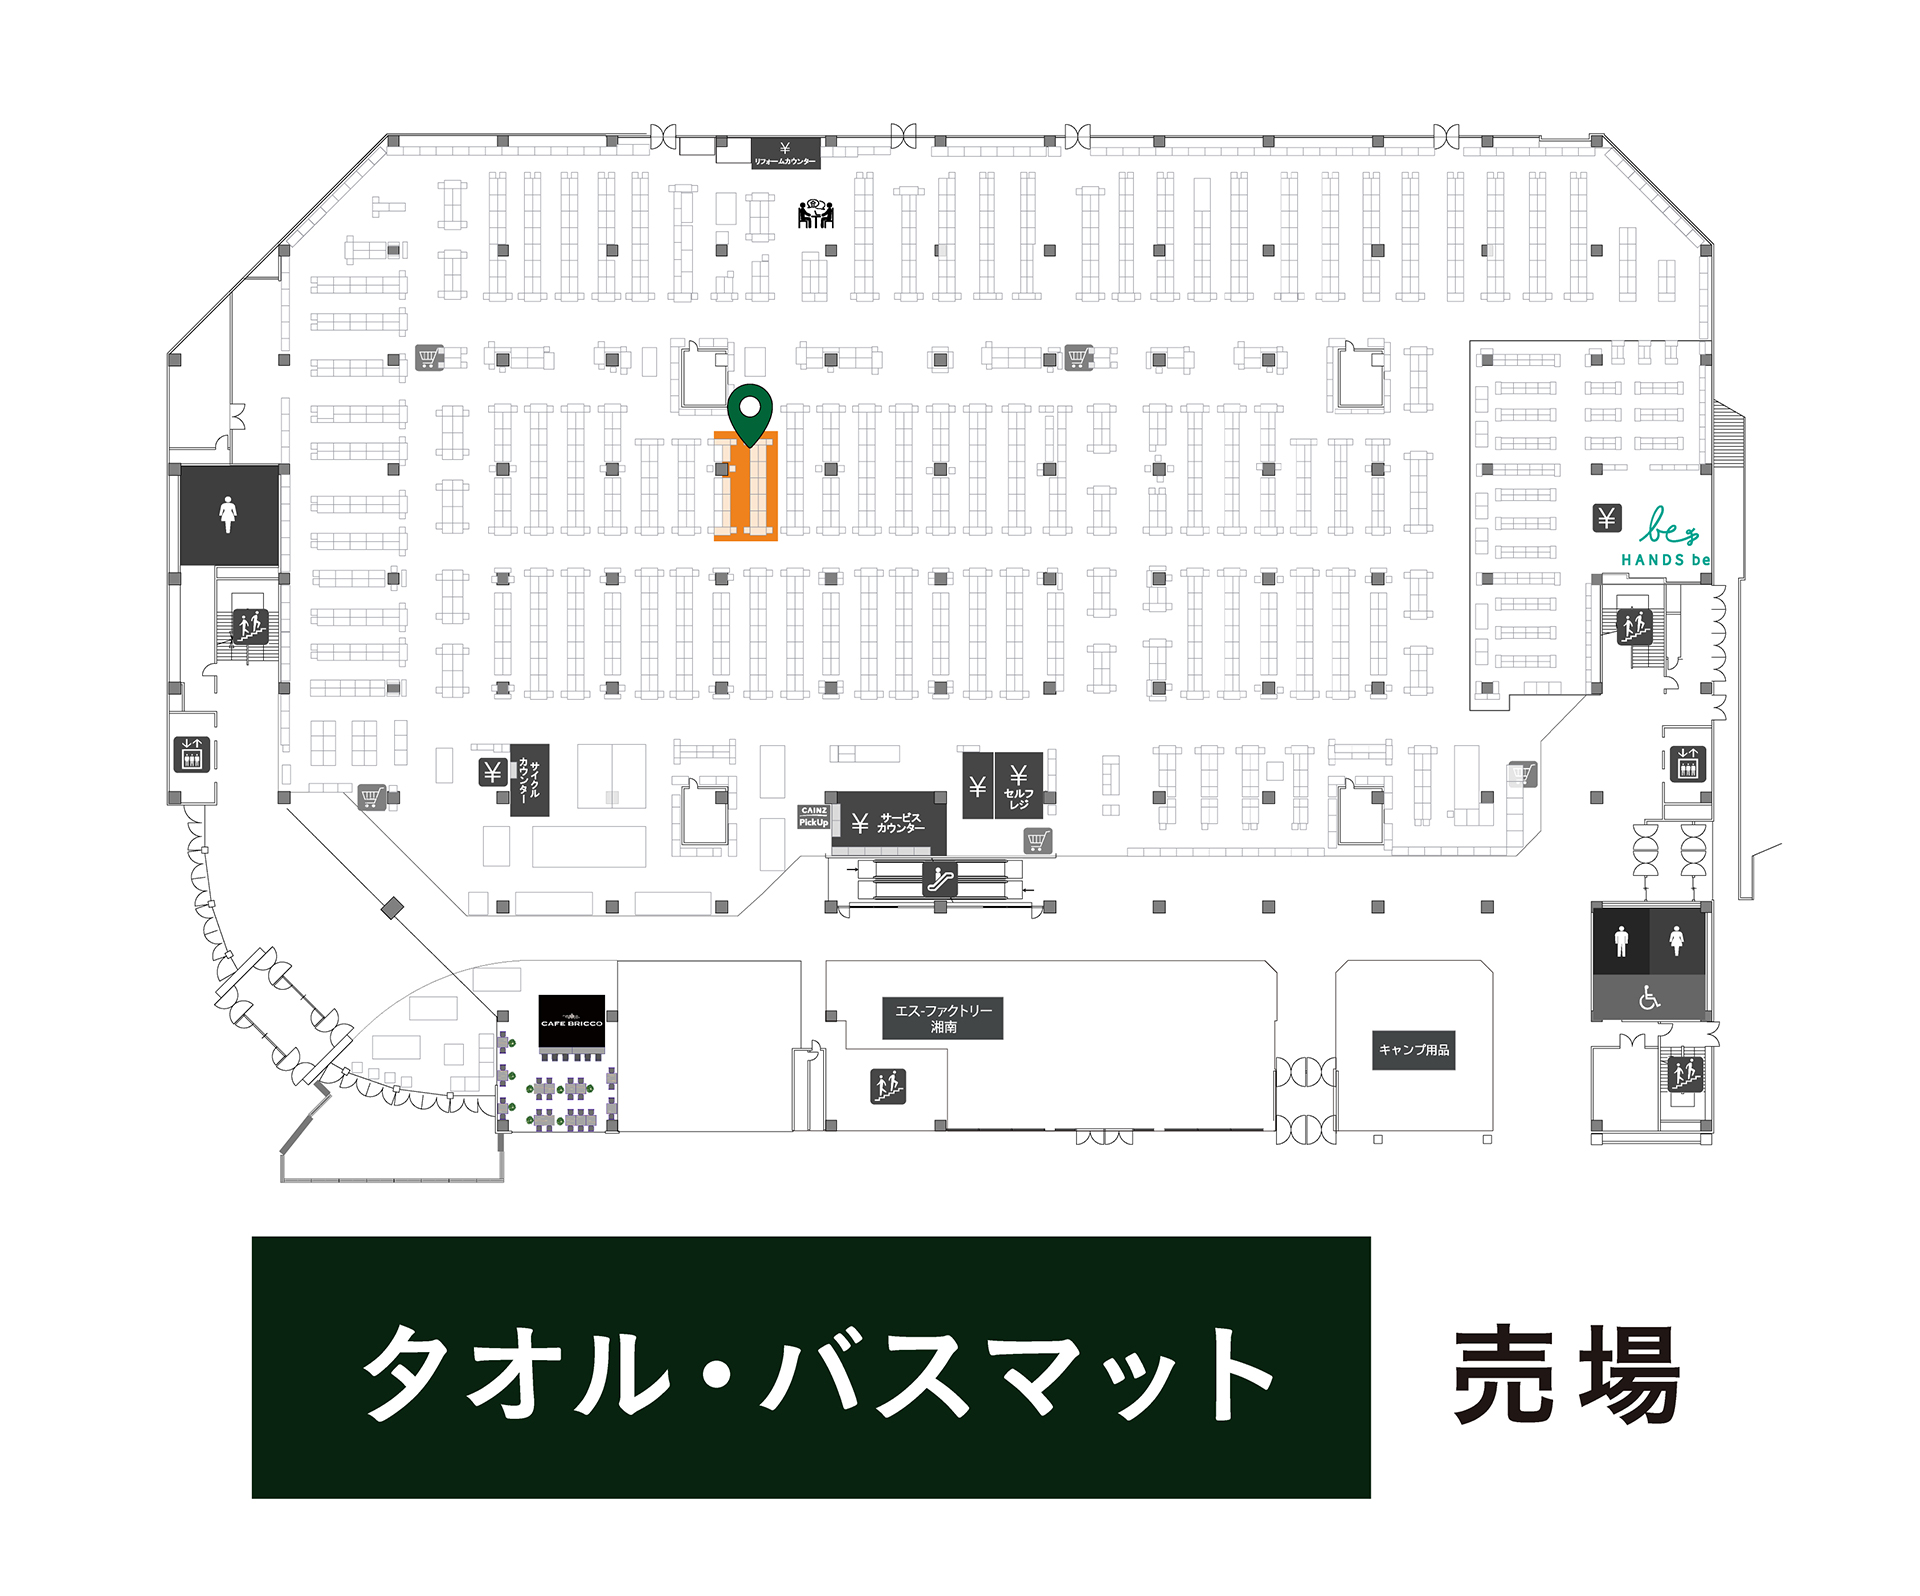 ¥
リフォームカウンター
¥
be
HANDS be
¥
サイクル
カウンター
¥
¥
セルフ
レジ
CAINZ
PickUp
¥
サービス
カウンター
エス-ファクトリー
湘南
CAFE BRICCO
キャンプ用品
タオル・バスマット
売場